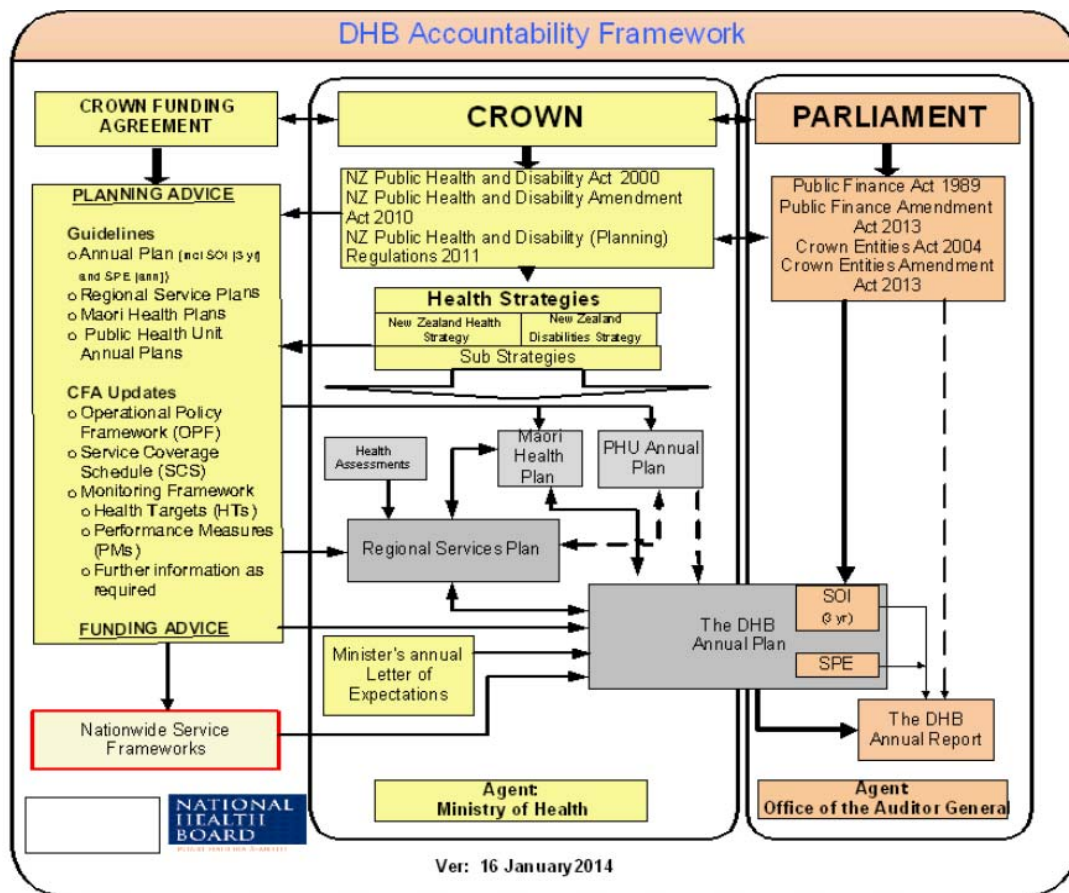 DHB Accountability Framework
CROWN FUNDING
AGREEMENT
PLANNING ADVICE
Guidelines
o Annual Plan [incl SOI [3 yr]
and SPE [ann]}
o Regional Service Plans
o Maori Health Plans
o Public Health Unit
Annual Plans
CFA Updates
o Operational Policy
Framework (OPF)
o Service Coverage
Schedule (SCS)
o Monitoring Framework
o Health Targets (HTs)
o Performance Measures
(PMs)
o Further information as
required
FUNDING ADVICE
Nationwide Service
Frameworks
NATIONAL
HEALTH
BOARD
CROWN
NZ Public Health and Disability Act 2000
NZ Public Health and Disability Amendment
Act 2010
NZ Public Health and Disability (Planning)
Regulations 2011
Health Strategies
New Zealand Health
Strategy
New Zealand
Disabilities Strategy
Sub Strategies
Health
Assessments
Maori
Health
Plan
PHU Annual
Plan
Regional Services Plan
The DHB
Annual Plan
Minister's annual
Letter of
Expectations
Agent:
Ministry of Health
PARLIAMENT
Public Finance Act 1989
Public Finance Amendment
Act 2013
Crown Entities Act 2004
Crown Entities Amendment
Act 2013
SOI
(3 yr)
SPE
The DHB
Annual Report
Agent:
Office of the Auditor General
Ver: 16 January 2014